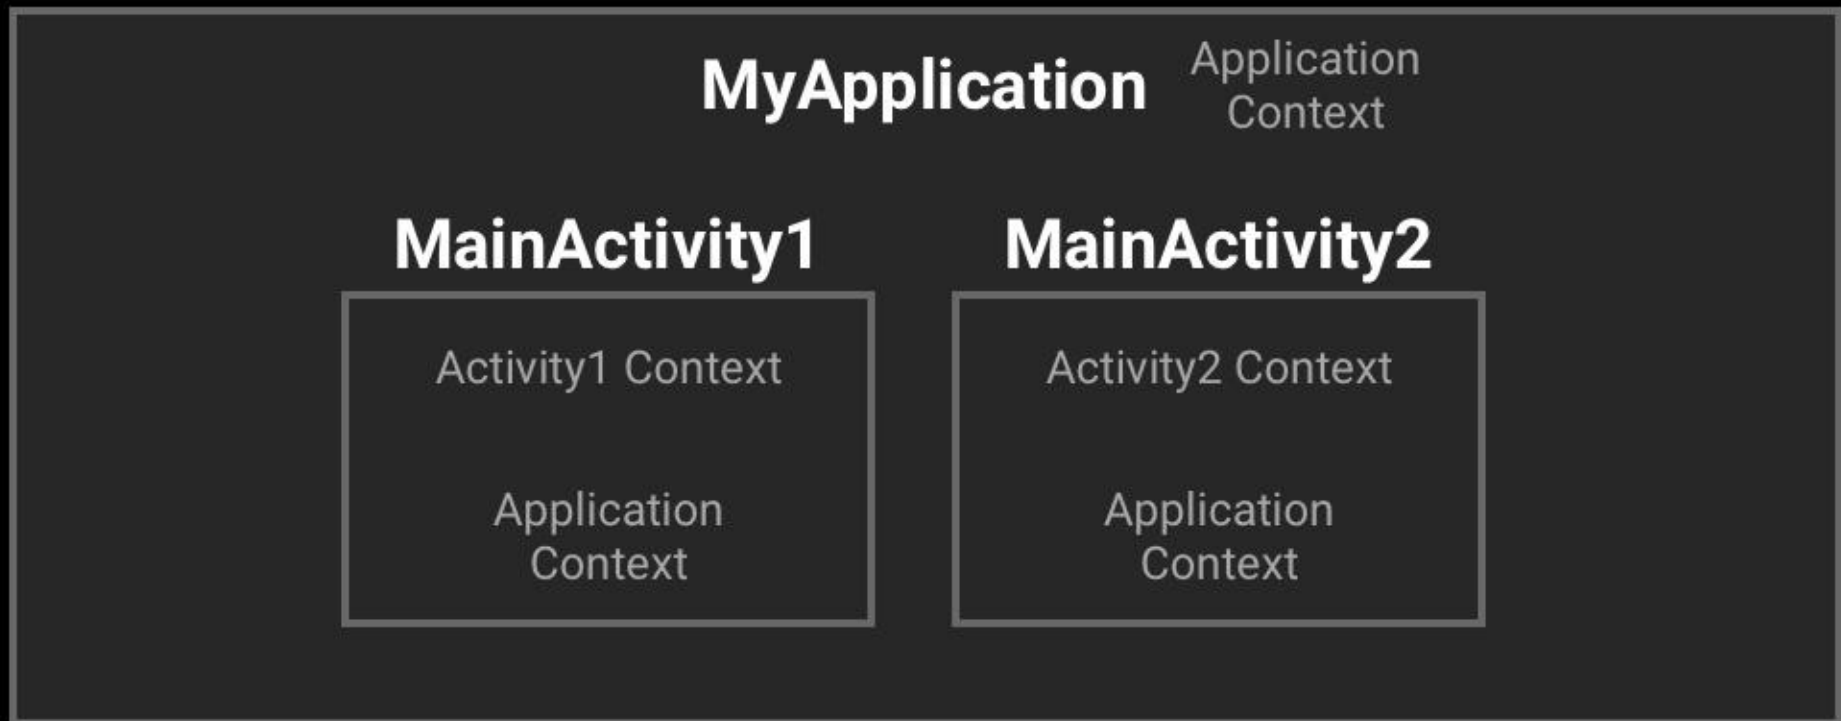 MyApplication
Application
Context
MainActivity1
Activity1 Context
Application
Context
MainActivity2
Activity2 Context
Application
Context